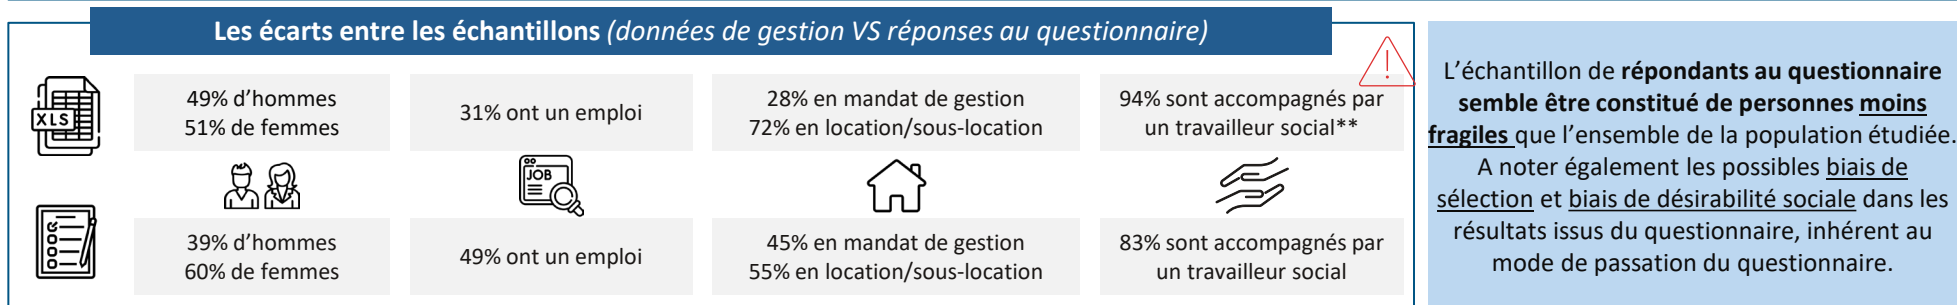 Les écarts entre les échantillons (données de gestion VS réponses au questionnaire)
XLS
49% d’hommes
51% de femmes
31% ont un emploi
28% en mandat de gestion
72% en location/sous-location
94% sont accompagnés par
un travailleur social**
JOB
39% d’hommes
60% de femmes
49% ont un emploi
45% en mandat de gestion
55% en location/sous-location
83% sont accompagnés par
un travailleur social
L’échantillon de répondants au questionnaire
semble être constitué de personnes moins
fragiles que l’ensemble de la population étudiée.
A noter également les possibles biais de
sélection et biais de désirabilité sociale dans les
résultats issus du questionnaire, inhérent au
mode de passation du questionnaire.